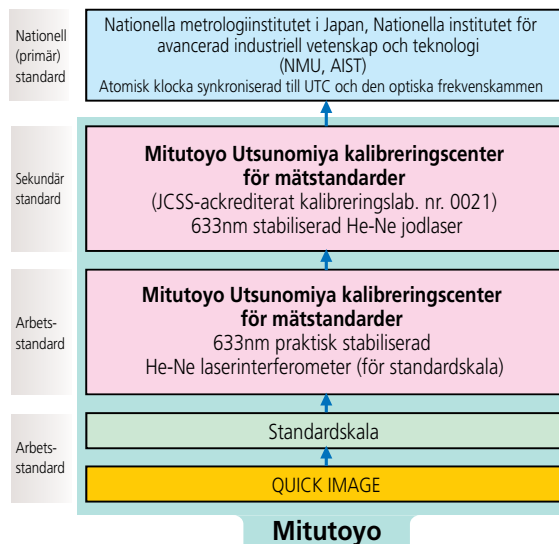 Nationell
(primär)
standard
Nationella metrologiinstitutet i Japan, Nationella institutet för
avancerad industriell vetenskap och teknologi
(NMU, AIST)
Atomisk klocka synkroniserad till UTC och den optiska frekvenskammen
Sekundär
standard
Mitutoyo Utsunomiya kalibreringscenter
för mätstandarder
(JCSS-ackrediterat kalibreringslab. nr. 0021)
633nm stabiliserad He-Ne jodlaser
Arbets-
standard
Mitutoyo Utsunomiya kalibreringscenter
för mätstandarder
633nm praktisk stabiliserad
He-Ne laserinterferometer (för standardskala)
Arbets-
standard
Standardskala
QUICK IMAGE
Mitutoyo